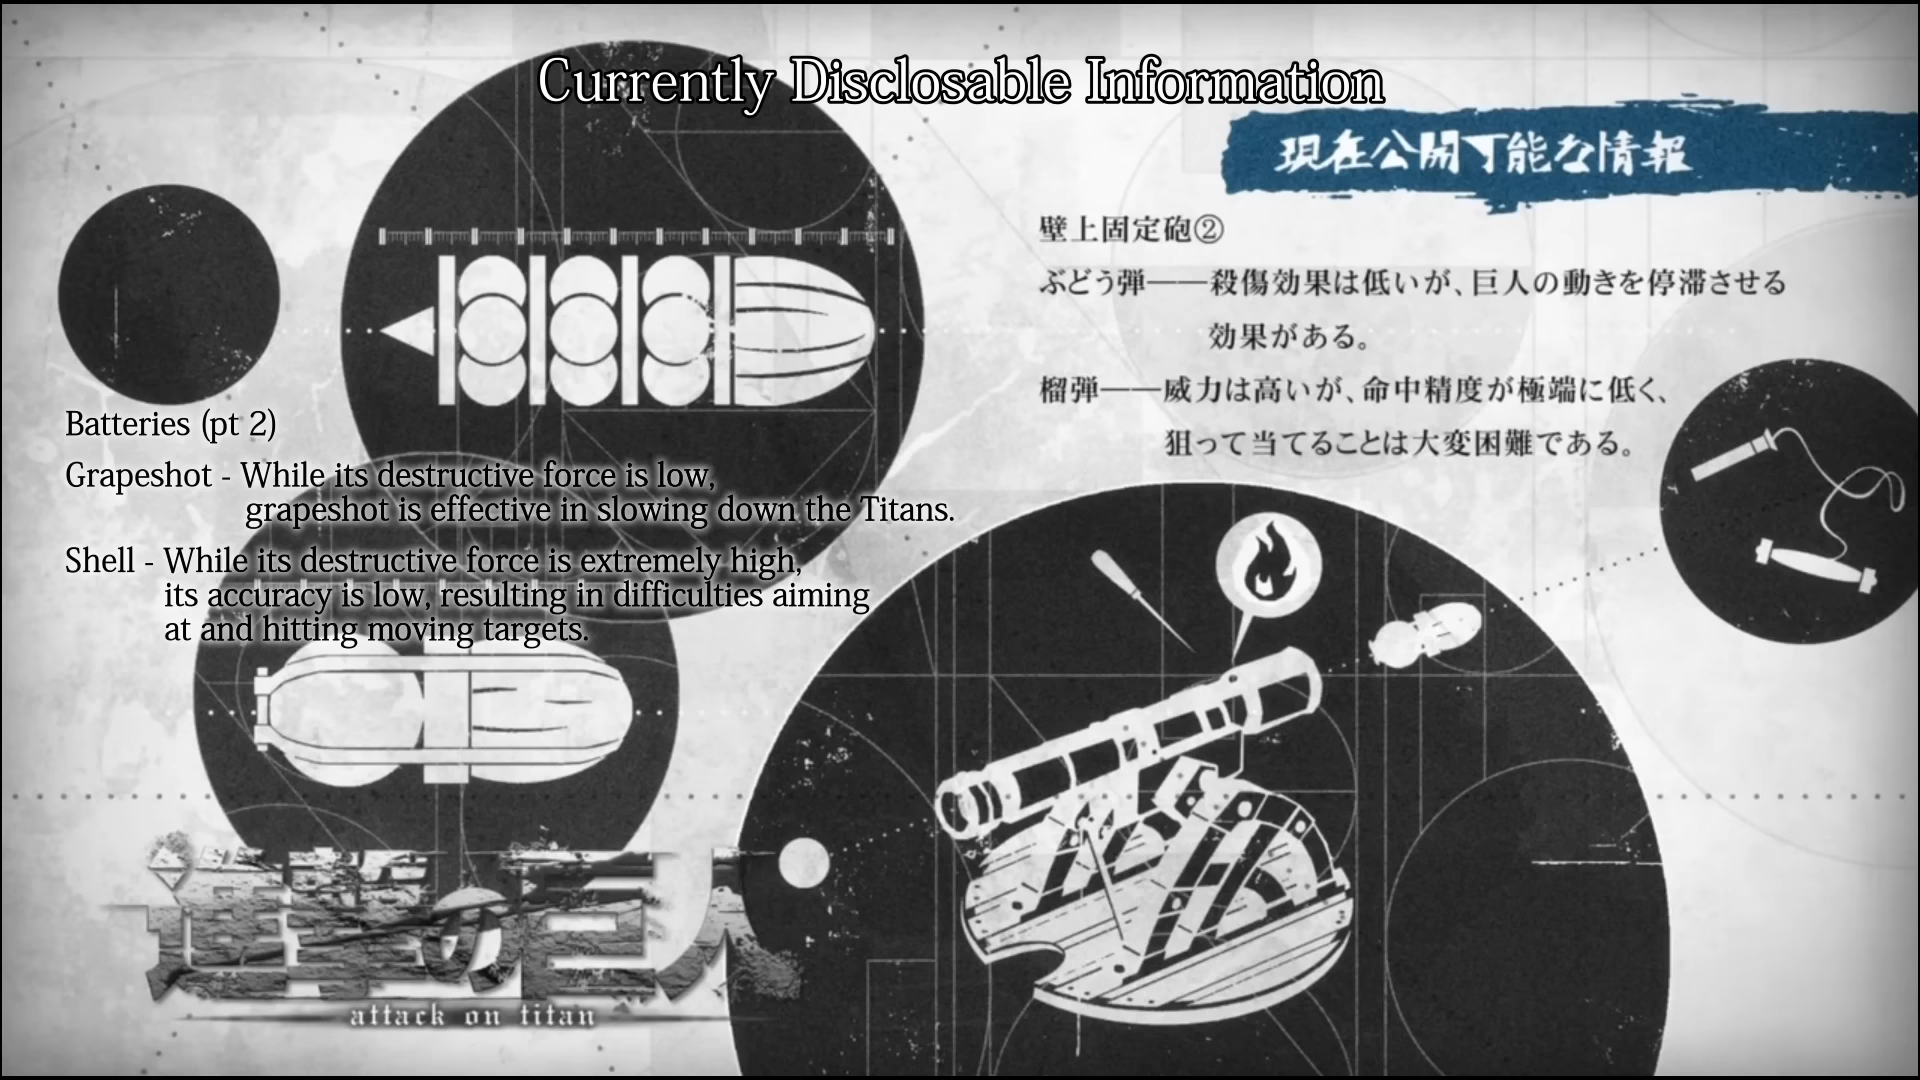 Currently Disclosable Information
現在公開可能な情報
壁上固定砲②
ぶどう弾――殺傷効果は低いが、巨人の動きを停滞させる
効果がある。
榴弾――威力は高いが、命中精度が極端に低く、
狙って当てることは大変困難である。
Batteries (pt 2)
Grapeshot - While its destructive force is low,
grapeshot is effective in slowing down the Titans.
Shell - While its destructive force is extremely high,
its accuracy is low, resulting in difficulties aiming
at and hitting moving targets.
進撃の巨人
attack on titan